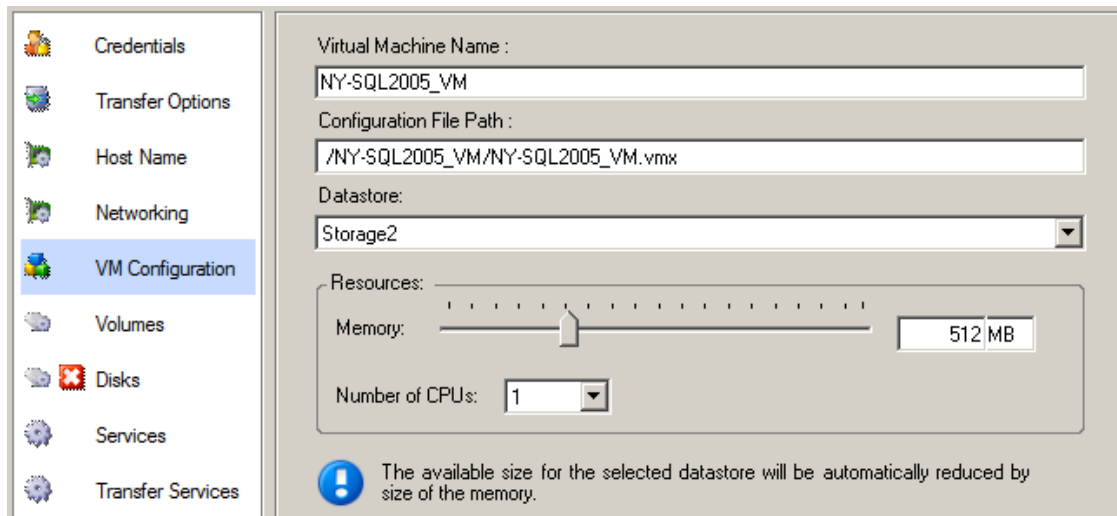 Credentials
Transfer Options
Host Name
Networking
VM Configuration
Volumes
Disks
Services
Transfer Services
Virtual Machine Name :
NY-SQL2005_VM
Configuration File Path :
/NY-SQL2005_VM/NY-SQL2005_VM.vmx
Datastore:
Storage2
Resources:
Memory:
512 MB
Number of CPUs: 1
The available size for the selected datastore will be automatically reduced by
size of the memory.